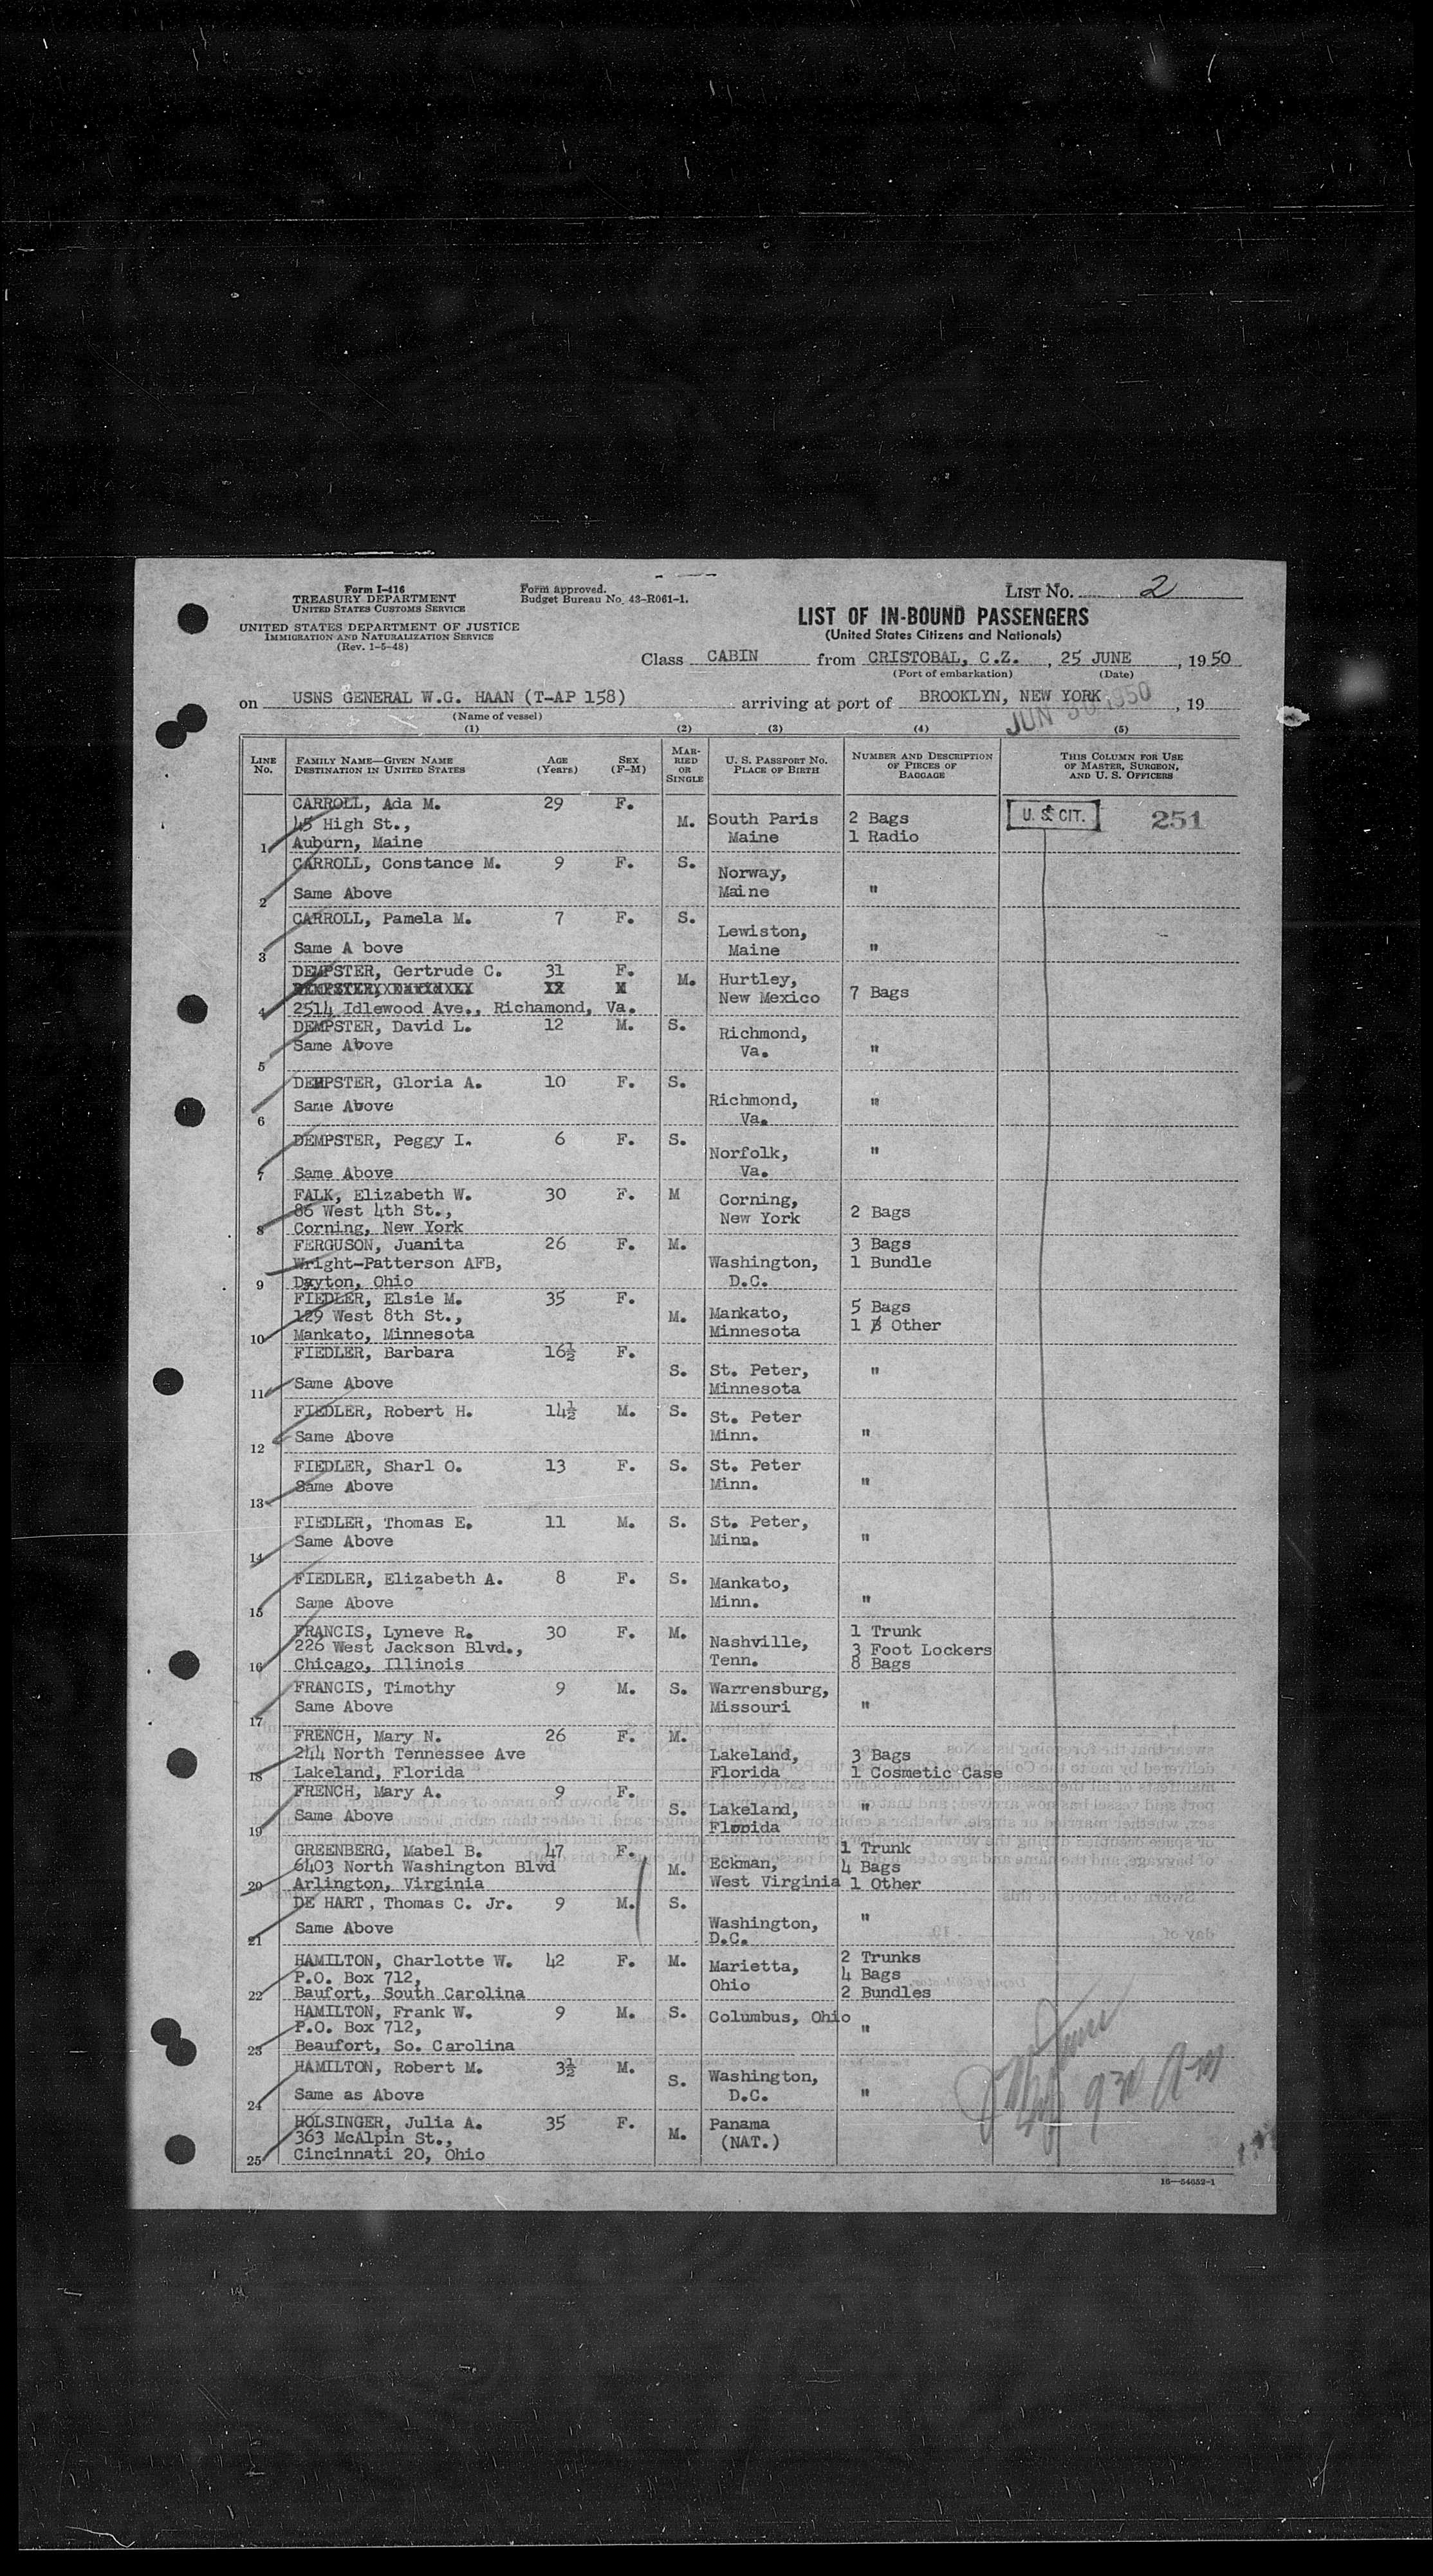 Form I-416
TREASURY DEPARTMENT
UNITED STATES CUSTOMS SERVICE
UNITED STATES DEPARTMENT OF JUSTICE
IMMIGRATION AND NATURALIZATION SERVICE
(Rev. 1-5-48)
Form approved.
Budget Bureau No. 43-R061-1.
LIST No. 2
LIST OF IN-BOUND PASSENGERS
(United States Citizens and Nationals)
Class CABIN from CRISTOBAL, C.Z. , 25 JUNE , 1950
(Port of embarkation) (Date)
on USNS GENERAL W.G. HAAN (T-AP 158) arriving at port of BROOKLYN, NEW YORK , 19
(Name of vessel)
JUN 30 1950
(1) (2) (3) (4) (5)
LINE No. FAMILY NAME—GIVEN NAME DESTINATION IN UNITED STATES AGE (Years) SEX (F-M) MARRIED OR SINGLE U. S. PASSPORT No. PLACE OF BIRTH NUMBER AND DESCRIPTION OF PIECES OF BAGGAGE THIS COLUMN FOR USE OF MASTER, SURGEON, AND U. S. OFFICERS
CARROLL, Ada M. 29 F.
45 High St., M. South Paris 2 Bags U. S. CIT. 251
1 Auburn, Maine Maine 1 Radio
CARROLL, Constance M. 9 F. S. Norway,
2 Same Above Maine "
CARROLL, Pamela M. 7 F. S. Lewiston,
3 Same A bove Maine "
DEMPSTER, Gertrude C. 31 F. M. Hurtley,
New Mexico 7 Bags
4 2514 Idlewood Ave., Richamond, Va.
DEMPSTER, David L. 12 M. S. Richmond,
5 Same Above Va. "
DEMPSTER, Gloria A. 10 F. S. Richmond,
6 Same Above Va. "
DEMPSTER, Peggy I. 6 F. S. Norfolk, "
7 Same Above Va.
FALK, Elizabeth W. 30 F. M Corning,
86 West 4th St., New York 2 Bags
8 Corning, New York
FERGUSON, Juanita 26 F. M. 3 Bags
Wright-Patterson AFB, Washington, 1 Bundle
9 Dayton, Ohio D.C.
FIEDLER, Elsie M. 35 F. 5 Bags
129 West 8th St., M. Mankato, 1 B Other
10 Mankato, Minnesota Minnesota
FIEDLER, Barbara 16½ F.
S. St. Peter, "
11 Same Above Minnesota
FIEDLER, Robert H. 14½ M. S. St. Peter
12 Same Above Minn. "
FIEDLER, Sharl O. 13 F. S. St. Peter
13 Same Above Minn. "
FIEDLER, Thomas E. 11 M. S. St. Peter,
14 Same Above Minn. "
FIEDLER, Elizabeth A. 8 F. S. Mankato,
15 Same Above Minn. "
FRANCIS, Lyneve R. 30 F. M. 1 Trunk
226 West Jackson Blvd., Nashville, 3 Foot Lockers
16 Chicago, Illinois Tenn. 8 Bags
FRANCIS, Timothy 9 M. S. Warrensburg,
17 Same Above Missouri "
FRENCH, Mary N. 26 F. M.
244 North Tennessee Ave Lakeland, 3 Bags
18 Lakeland, Florida Florida 1 Cosmetic Case
FRENCH, Mary A. 9 F.
19 Same Above S. Lakeland, "
Florida
GREENBERG, Mabel B. 47 F. 1 Trunk
6403 North Washington Blvd M. Eckman, 4 Bags
20 Arlington, Virginia West Virginia 1 Other
DE HART, Thomas C. Jr. 9 M. S. "
21 Same Above Washington,
D.C.
HAMILTON, Charlotte W. 42 F. M. Marietta, 2 Trunks
P.O. Box 712, Ohio 4 Bags
22 Baufort, South Carolina 2 Bundles
HAMILTON, Frank W. 9 M. S. Columbus, Ohio
P.O. Box 712, "
23 Beaufort, So. Carolina
HAMILTON, Robert M. 3½ M. S. Washington,
24 Same as Above D.C. "
HOLSINGER, Julia A. 35 F. M. Panama
363 McAlpin St., (NAT.)
25 Cincinnati 20, Ohio
16—54652-1